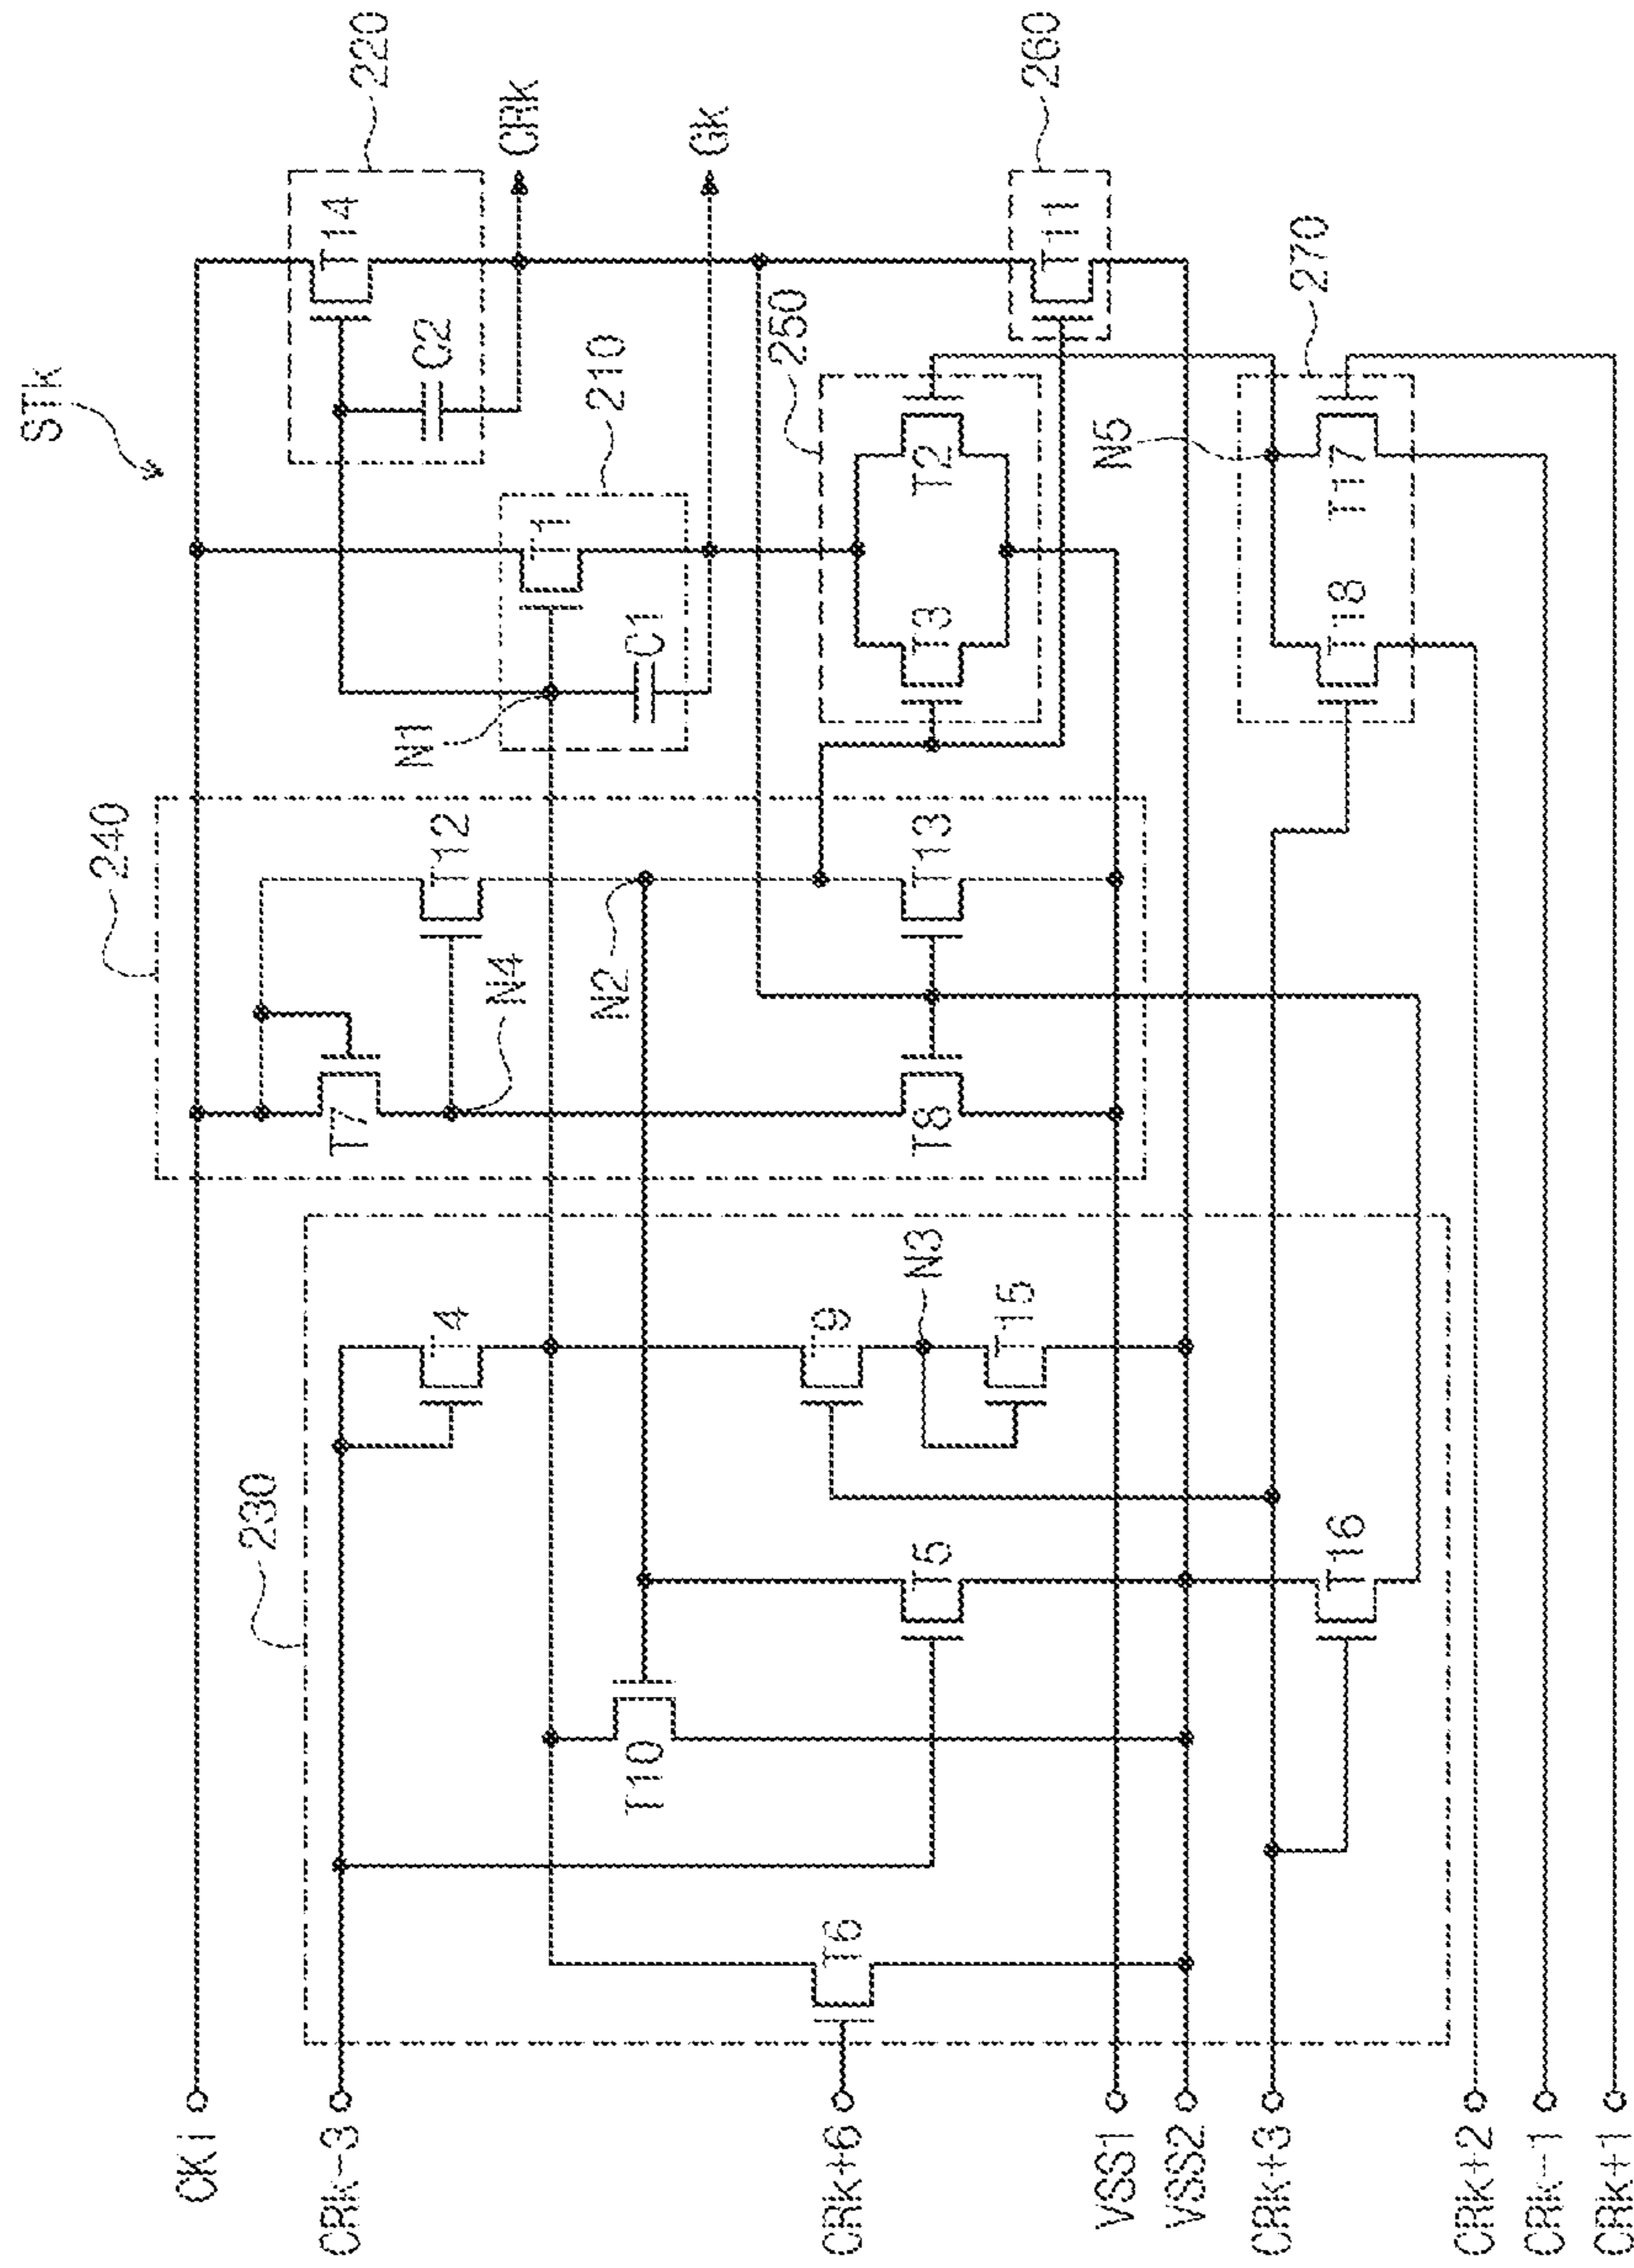 STk
220
CRk
Gk
260
270
T14
C2
210
250
T1
C1
N1
T11
T2
T3
N5
T17
T18
240
T12
N4
N2
T13
T7
T8
230
T4
T9
N3
T15
T5
T16
T10
T6
CKi
CRk-3
CRk+6
VSS1
VSS2
CRk+3
CRk+2
CRk-1
CRk+1